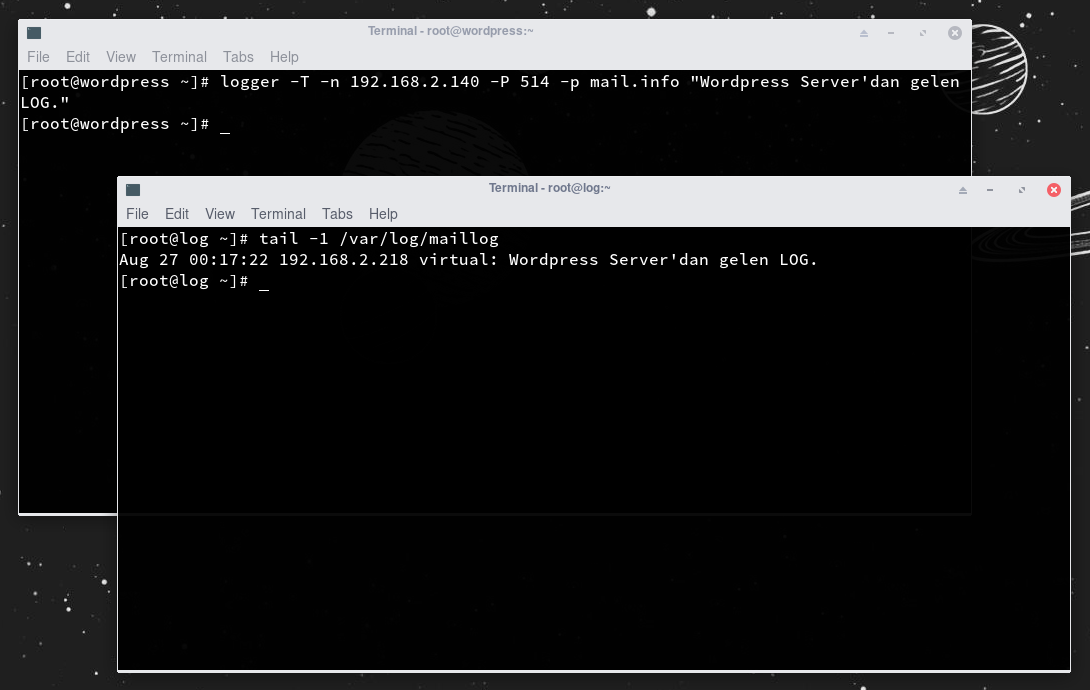 Terminal - root@wordpress:~
File Edit View Terminal Tabs Help
[root@wordpress ~]# logger -T -n 192.168.2.140 -P 514 -p mail.info "Wordpress Server'dan gelen
LOG."
[root@wordpress ~]# _
Terminal - root@log:~
File Edit View Terminal Tabs Help
[root@log ~]# tail -1 /var/log/maillog
Aug 27 00:17:22 192.168.2.218 virtual: Wordpress Server'dan gelen LOG.
[root@log ~]# _